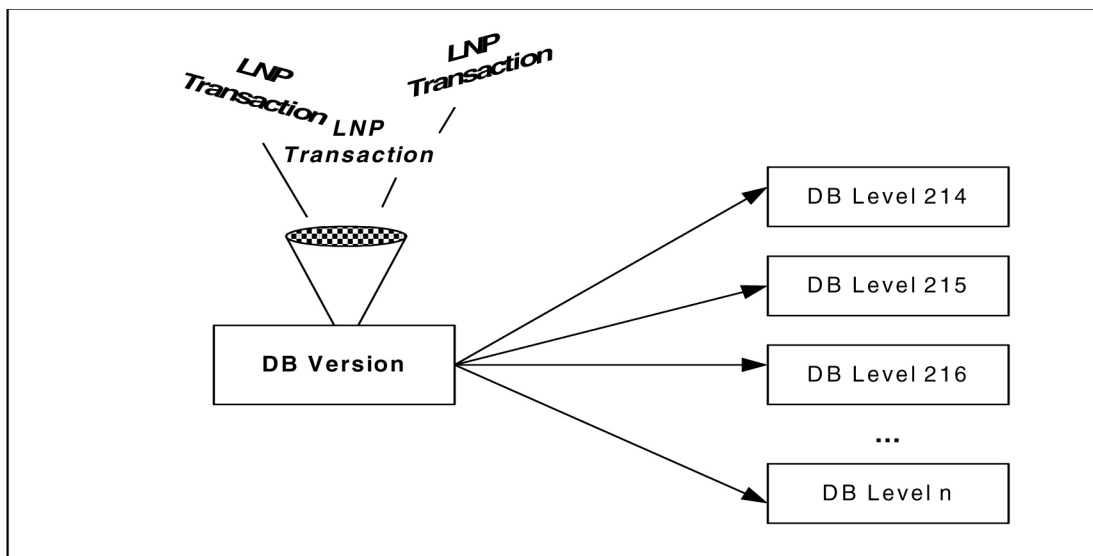 LNP
Transaction
LNP
Transaction
LNP
Transaction
DB Level 214
DB Level 215
DB Version
DB Level 216
...
DB Level n